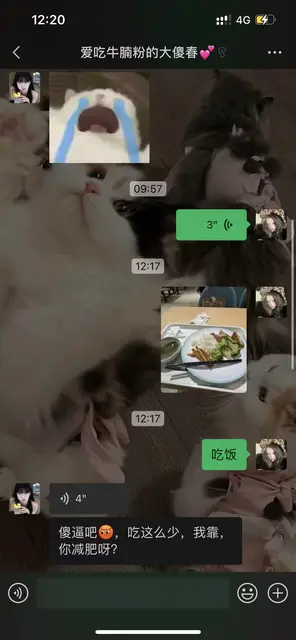 12:20
4G
爱吃牛腩粉的大傻春💕
09:57
3"
12:17
12:17
吃饭
4"
傻逼吧😡，吃这么少，我靠，
你减肥呀?